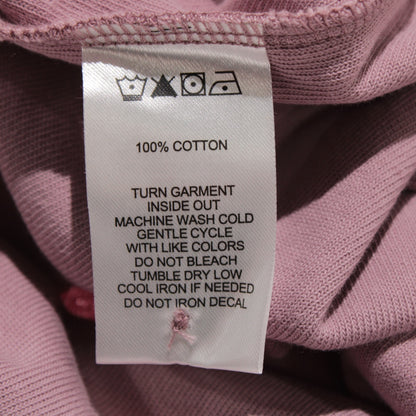 100% COTTON
TURN GARMENT
INSIDE OUT
MACHINE WASH COLD
GENTLE CYCLE
WITH LIKE COLORS
DO NOT BLEACH
TUMBLE DRY LOW
COOL IRON IF NEEDED
DO NOT IRON DECAL